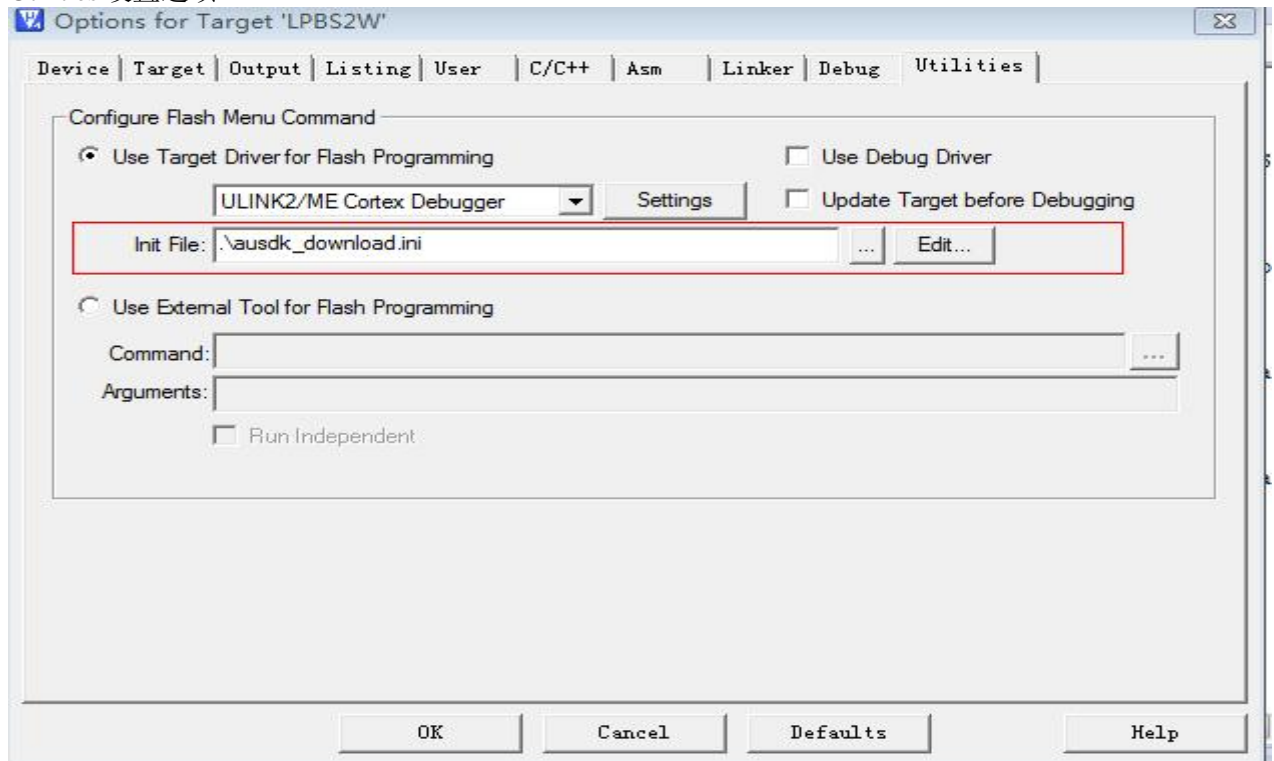 Options for Target 'LPBS2W'
Device Target Output Listing User C/C++ Asm Linker Debug Utilities
Configure Flash Menu Command
Use Target Driver for Flash Programming Use Debug Driver
ULINK2/ME Cortex Debugger Settings Update Target before Debugging
Init File: .\ausdk_download.ini ... Edit...
Use External Tool for Flash Programming
Command: ...
Arguments:
Run Independent
OK Cancel Defaults Help